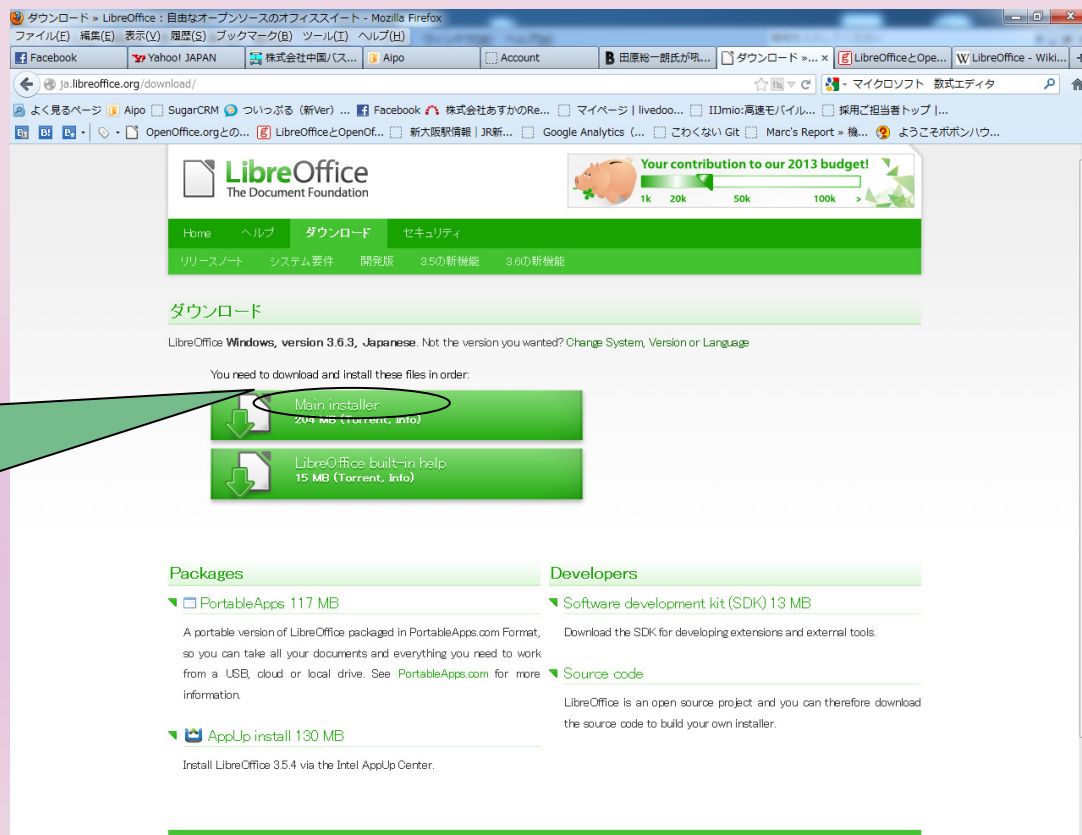 ダウンロード » LibreOffice : 自由なオープンソースのオフィススイート - Mozilla Firefox
ファイル(F) 編集(E) 表示(V) 履歴(S) ブックマーク(B) ツール(T) ヘルプ(H)
Facebook Yahoo! JAPAN 株式会社中国バス... Aipo Account 田原総一朗氏が吼... ダウンロード »... × LibreOfficeとOpe... LibreOffice - Wiki...
ja.libreoffice.org/download/ マイクロソフト 数式エディタ
よく見るページ Aipo SugarCRM ついっぷる (新Ver) ... Facebook 株式会社あすかのRe... マイページ | livedoo... IIJmio:高速モバイル... 採用ご担当者トップ |...
OpenOffice.orgとの... LibreOfficeとOpenOf... 新大阪駅情報 | JR新... Google Analytics (... こわくない Git Marc's Report » 機... ようこそボボンハウ...
LibreOffice
The Document Foundation
Your contribution to our 2013 budget!
1k 20k 50k 100k >
Home ヘルプ ダウンロード セキュリティ
リリースノート システム要件 開発版 3.5の新機能 3.6の新機能
ダウンロード
LibreOffice Windows, version 3.6.3, Japanese. Not the version you wanted? Change System, Version or Language
You need to download and install these files in order:
Main installer
204 MB (Torrent, Info)
LibreOffice built-in help
15 MB (Torrent, Info)
Packages
PortableApps 117 MB
A portable version of LibreOffice packaged in PortableApps.com Format,
so you can take all your documents and everything you need to work
from a USB, cloud or local drive. See PortableApps.com for more
information.
AppUp install 130 MB
Install LibreOffice 3.5.4 via the Intel AppUp Center.
Developers
Software development kit (SDK) 13 MB
Download the SDK for developing extensions and external tools.
Source code
LibreOffice is an open source project and you can therefore download
the source code to build your own installer.